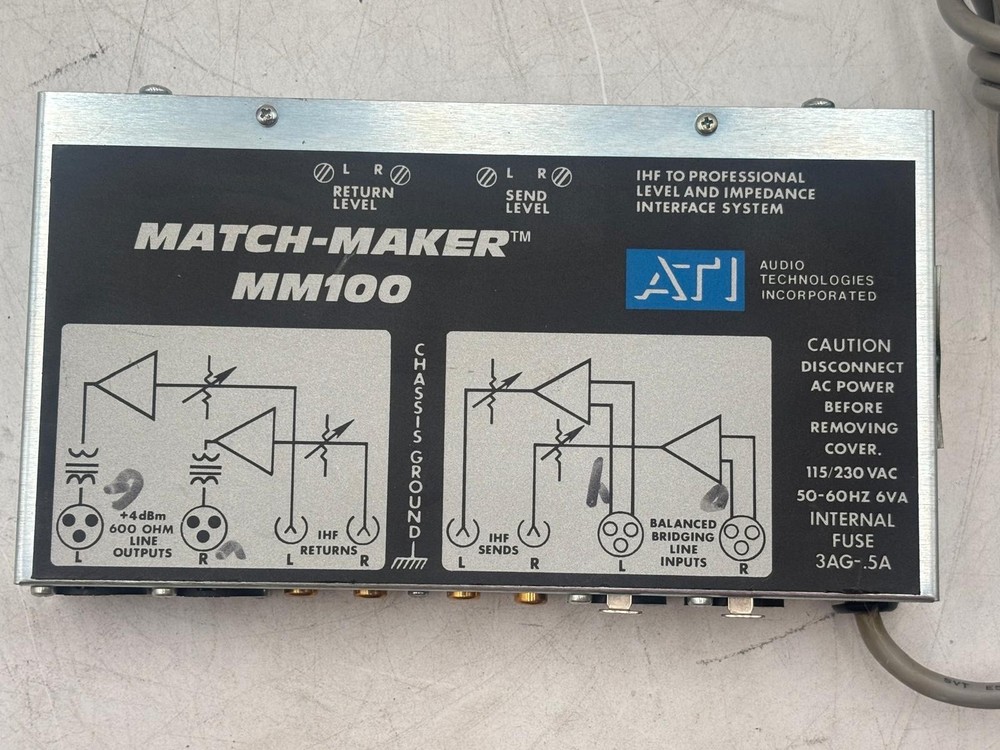 L R
RETURN
LEVEL
L R
SEND
LEVEL
IHF TO PROFESSIONAL
LEVEL AND IMPEDANCE
INTERFACE SYSTEM
MATCH-MAKER™
MM100
ATI
AUDIO
TECHNOLOGIES
INCORPORATED
+4dBm
600 OHM
LINE
OUTPUTS
L
R
IHF
RETURNS
L
R
CHASSIS GROUND
IHF
SENDS
L
R
BALANCED
BRIDGING
LINE
INPUTS
L
R
CAUTION
DISCONNECT
AC POWER
BEFORE
REMOVING
COVER.
115/230 VAC
50-60HZ 6VA
INTERNAL
FUSE
3AG-.5A
SVT